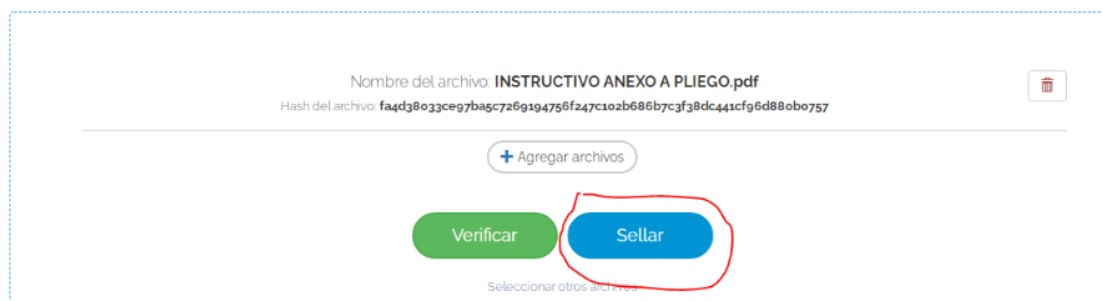 Nombre del archivo: INSTRUCTIVO ANEXO A PLIEGO.pdf
Hash del archivo: fa4d38033ce97ba5c7269194756f247c102b686b7c3f38dc441cf96d880b0757
Agregar archivos
Verificar
Sellar
Seleccionar otros archivos